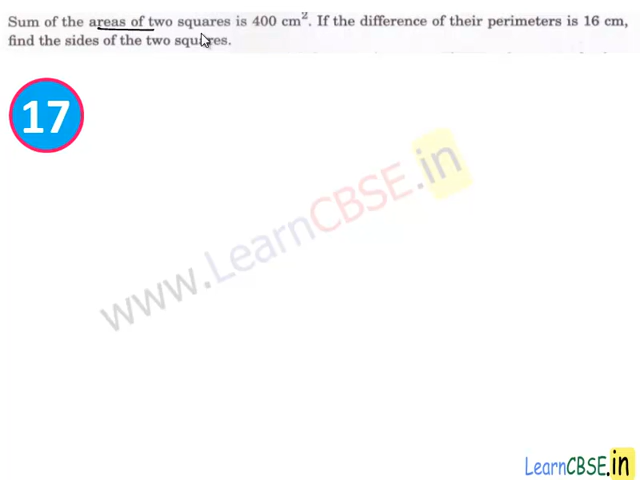 Sum of the areas of two squares is 400 cm². If the difference of their perimeters is 16 cm,
find the sides of the two squares.
17
www.LearnCBSE.in
LearnCBSE.in